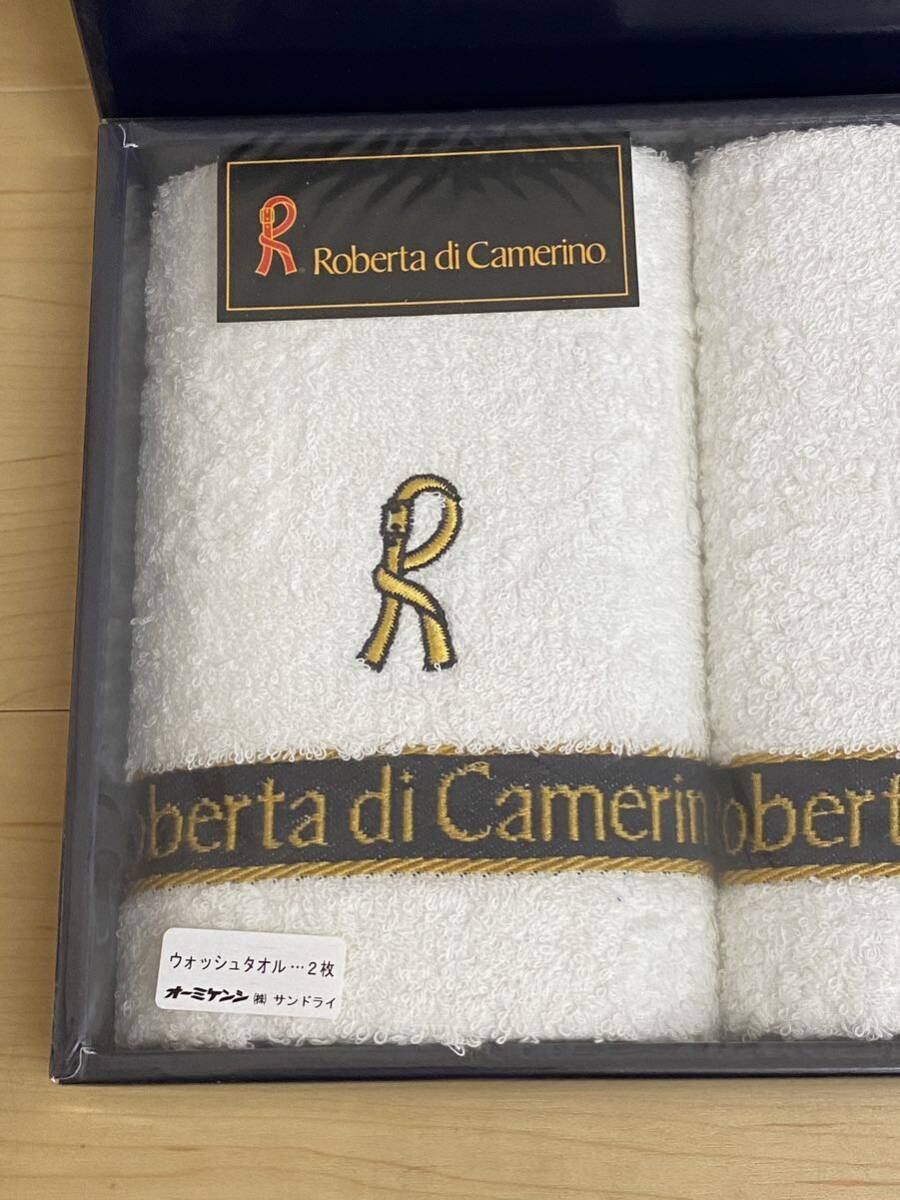 R Roberta di Camerino
R
oberta di Camerin
obert
ウォッシュタオル…2枚
オーミケンシ ㈱ サンドライ